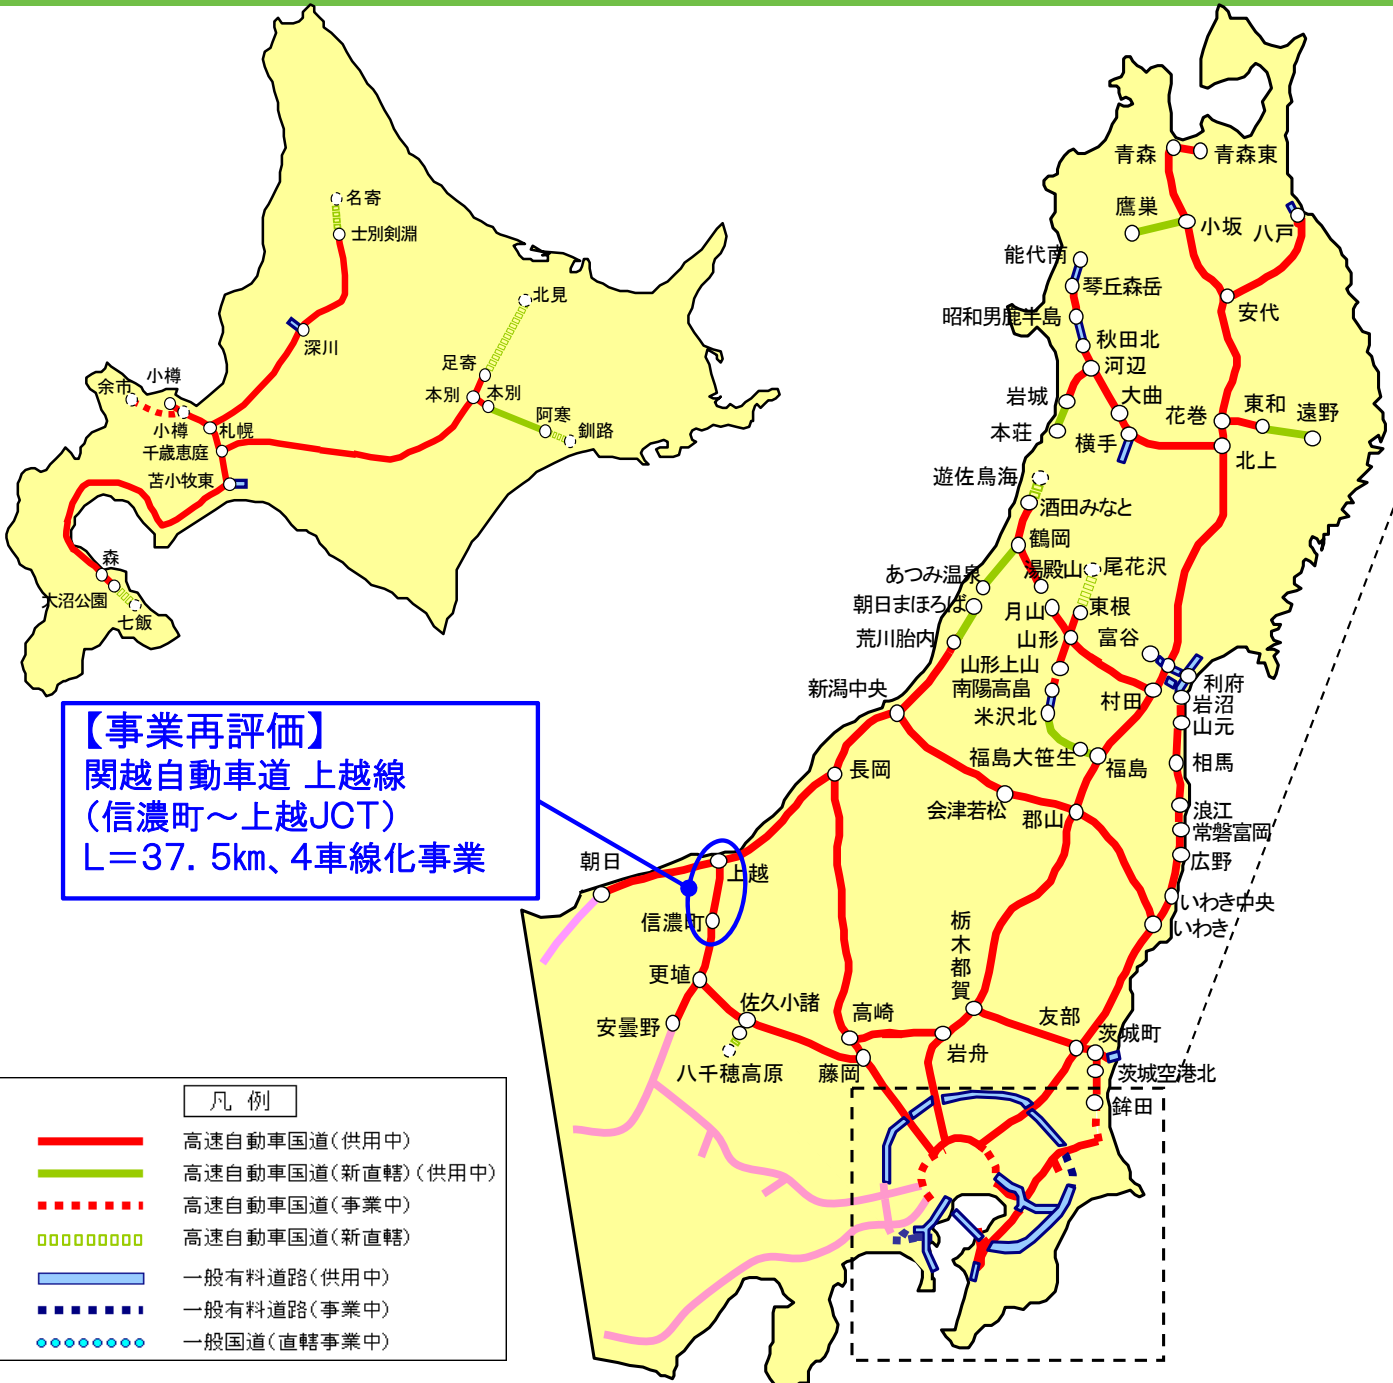 名寄
士別剣淵
北見
深川
足寄
小樽
余市
本別
本別
阿寒
小樽
札幌
釧路
千歳恵庭
苫小牧東
森
大沼公園
七飯
青森
青森東
鷹巣
小坂
八戸
能代南
琴丘森岳
昭和男鹿半島
安代
秋田北
河辺
岩城
大曲
花巻
東和
遠野
本荘
横手
北上
遊佐鳥海
酒田みなと
鶴岡
あつみ温泉
湯殿山
尾花沢
朝日まほろば
月山
東根
荒川胎内
山形
富谷
山形上山
新潟中央
南陽高畠
利府
村田
岩沼
米沢北
山元
福島大笹生
福島
相馬
長岡
会津若松
郡山
浪江
常磐富岡
広野
【事業再評価】
関越自動車道 上越線
(信濃町～上越JCT)
L=37.5km、4車線化事業
朝日
上越
信濃町
いわき中央
いわき
栃木都賀
更埴
佐久小諸
高崎
友部
茨城町
安曇野
岩舟
八千穂高原
藤岡
茨城空港北
鉾田
凡 例
高速自動車国道(供用中)
高速自動車国道(新直轄)(供用中)
高速自動車国道(事業中)
高速自動車国道(新直轄)
一般有料道路(供用中)
一般有料道路(事業中)
一般国道(直轄事業中)